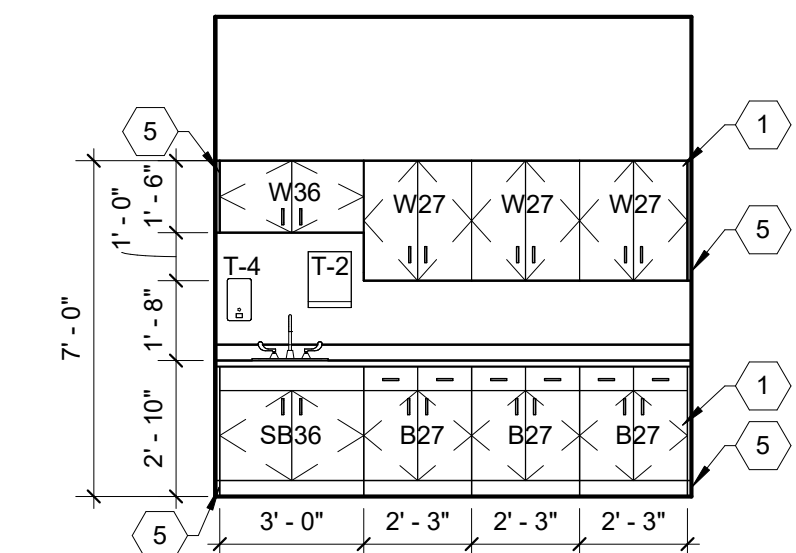 5
1
W36
W27
W27
W27
1' - 6"
1' - 0"
5
T-4
T-2
1' - 8"
7' - 0"
1
2' - 10"
SB36
B27
B27
B27
5
3' - 0"
2' - 3"
2' - 3"
2' - 3"
5